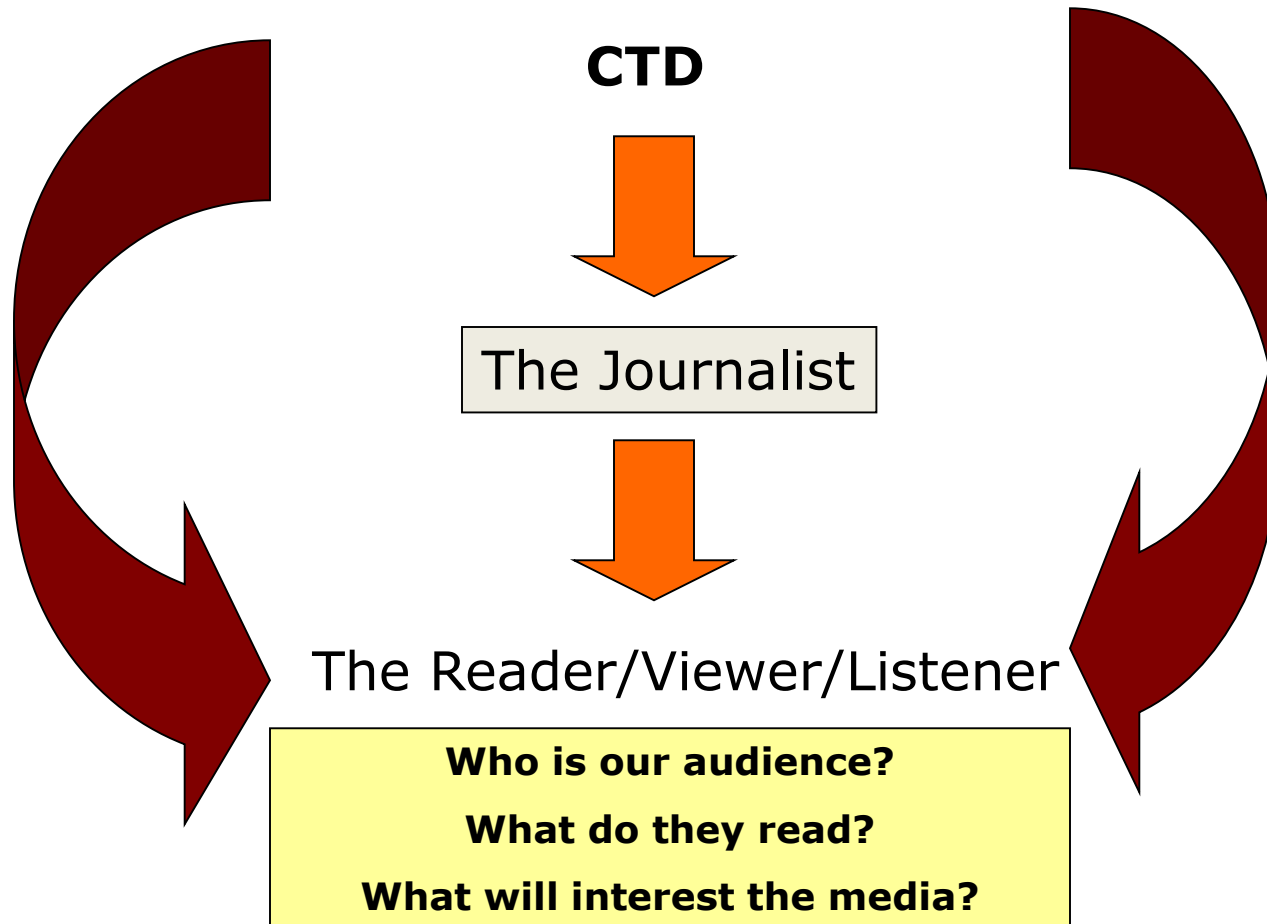 CTD
The Journalist
The Reader/Viewer/Listener
Who is our audience?
What do they read?
What will interest the media?